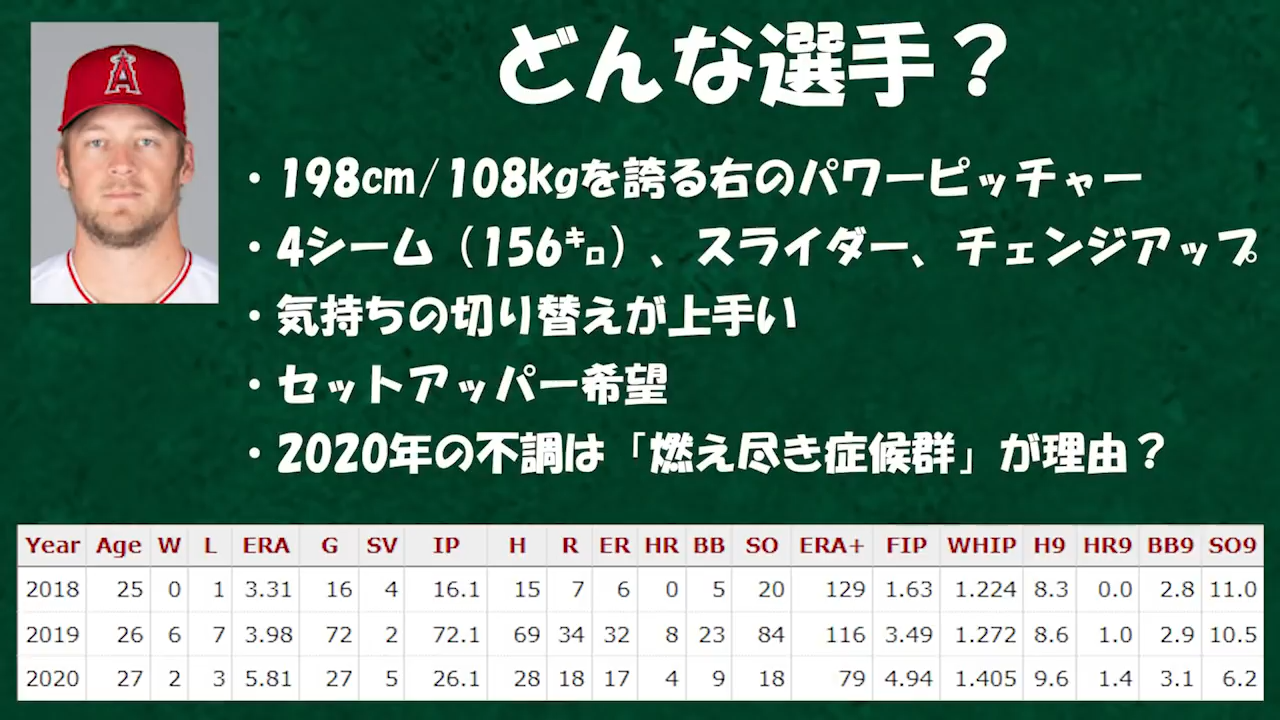 A
どんな選手？
・198cm/108kgを誇る右のパワーピッチャー
・4シーム（156㌔）、スライダー、チェンジアップ
・気持ちの切り替えが上手い
・セットアッパー希望
・2020年の不調は「燃え尽き症候群」が理由？
Year Age W L ERA G SV IP H R ER HR BB SO ERA+ FIP WHIP H9 HR9 BB9 SO9
2018 25 0 1 3.31 16 4 16.1 15 7 6 0 5 20 129 1.63 1.224 8.3 0.0 2.8 11.0
2019 26 6 7 3.98 72 2 72.1 69 34 32 8 23 84 116 3.49 1.272 8.6 1.0 2.9 10.5
2020 27 2 3 5.81 27 5 26.1 28 18 17 4 9 18 79 4.94 1.405 9.6 1.4 3.1 6.2